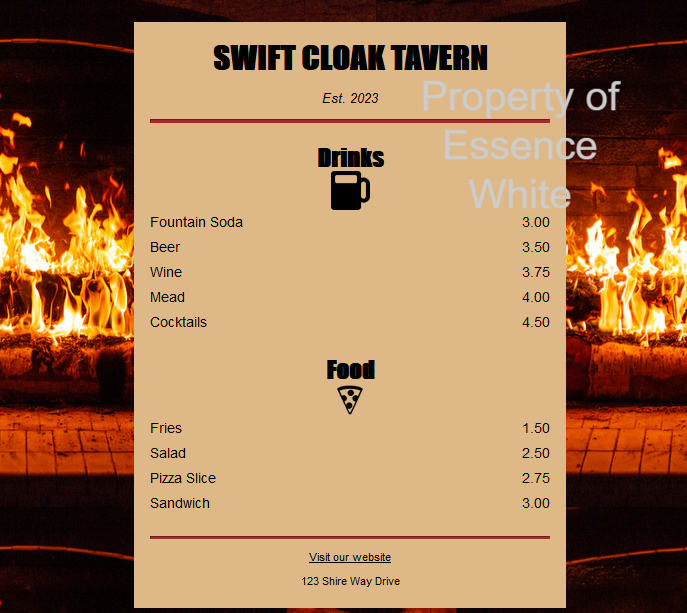 SWIFT CLOAK TAVERN
Est. 2023
Property of
Essence
White
Drinks
Fountain Soda 3.00
Beer 3.50
Wine 3.75
Mead 4.00
Cocktails 4.50
Food
Fries 1.50
Salad 2.50
Pizza Slice 2.75
Sandwich 3.00
Visit our website
123 Shire Way Drive